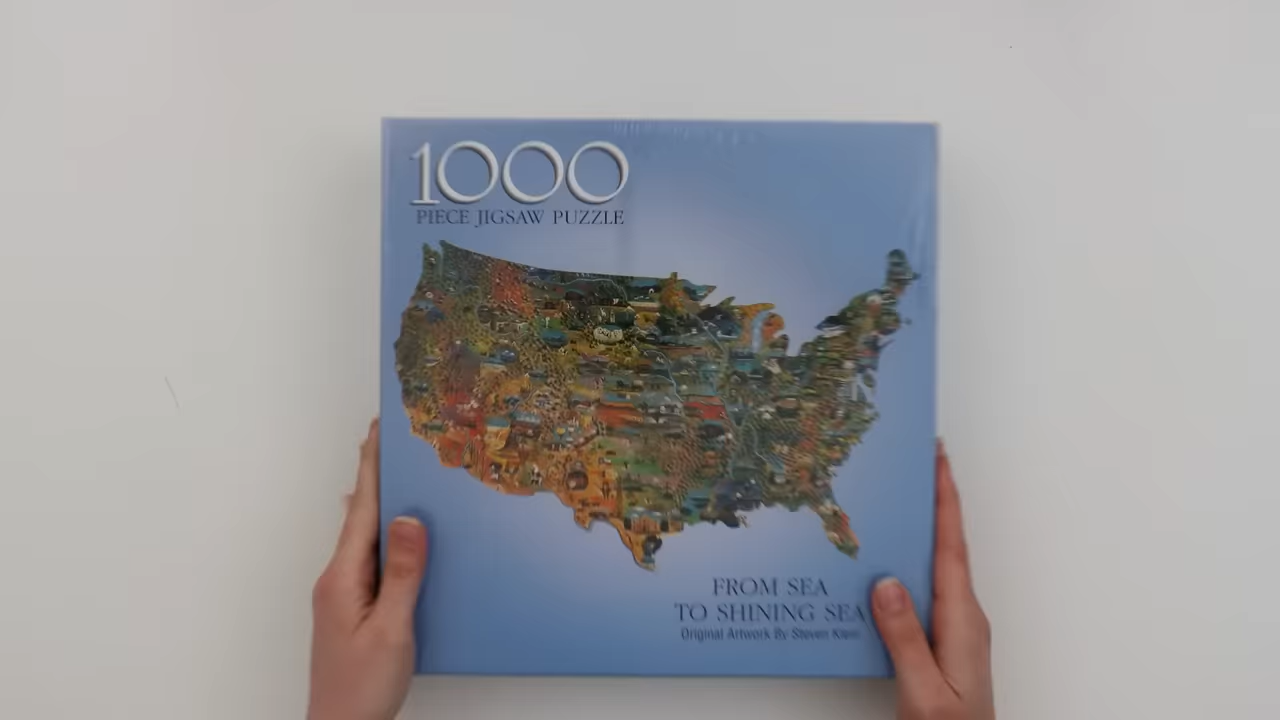 1000
PIECE JIGSAW PUZZLE
FROM SEA
TO SHINING SEA
Original Artwork By Steven Klein